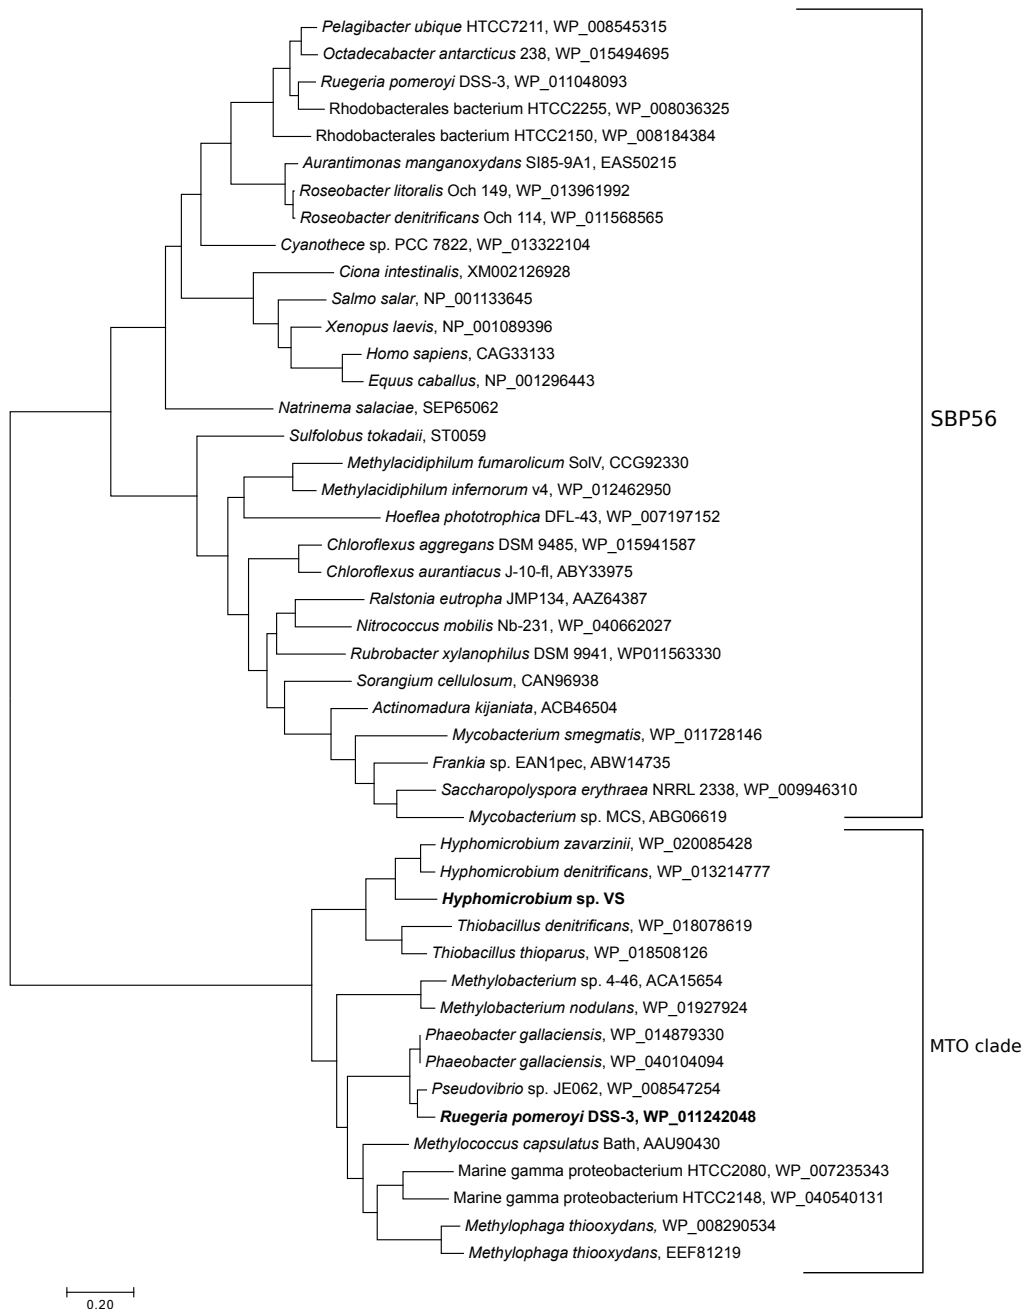 Pelagibacter ubique HTCC7211, WP_008545315
Octadecabacter antarcticus 238, WP_015494695
Ruegeria pomeroyi DSS-3, WP_011048093
Rhodobacterales bacterium HTCC2255, WP_008036325
Rhodobacterales bacterium HTCC2150, WP_008184384
Aurantimonas manganoxydans SI85-9A1, EAS50215
Roseobacter litoralis Och 149, WP_013961992
Roseobacter denitrificans Och 114, WP_011568565
Cyanothece sp. PCC 7822, WP_013322104
Ciona intestinalis, XM002126928
Salmo salar, NP_001133645
Xenopus laevis, NP_001089396
Homo sapiens, CAG33133
Equus caballus, NP_001296443
Natrinema salaciae, SEP65062
SBP56
Sulfolobus tokadaii, ST0059
Methylacidiphilum fumarolicum SolV, CCG92330
Methylacidiphilum infernorum v4, WP_012462950
Hoeflea phototrophica DFL-43, WP_007197152
Chloroflexus aggregans DSM 9485, WP_015941587
Chloroflexus aurantiacus J-10-fl, ABY33975
Ralstonia eutropha JMP134, AAZ64387
Nitrococcus mobilis Nb-231, WP_040662027
Rubrobacter xylanophilus DSM 9941, WP011563330
Sorangium cellulosum, CAN96938
Actinomadura kijaniata, ACB46504
Mycobacterium smegmatis, WP_011728146
Frankia sp. EAN1pec, ABW14735
Saccharopolyspora erythraea NRRL 2338, WP_009946310
Mycobacterium sp. MCS, ABG06619
Hyphomicrobium zavarzinii, WP_020085428
Hyphomicrobium denitrificans, WP_013214777
Hyphomicrobium sp. VS
Thiobacillus denitrificans, WP_018078619
Thiobacillus thioparus, WP_018508126
Methylobacterium sp. 4-46, ACA15654
Methylobacterium nodulans, WP_01927924
Phaeobacter gallaciensis, WP_014879330
MTO clade
Phaeobacter gallaciensis, WP_040104094
Pseudovibrio sp. JE062, WP_008547254
Ruegeria pomeroyi DSS-3, WP_011242048
Methylococcus capsulatus Bath, AAU90430
Marine gamma proteobacterium HTCC2080, WP_007235343
Marine gamma proteobacterium HTCC2148, WP_040540131
Methylophaga thiooxydans, WP_008290534
Methylophaga thiooxydans, EEF81219
0.20